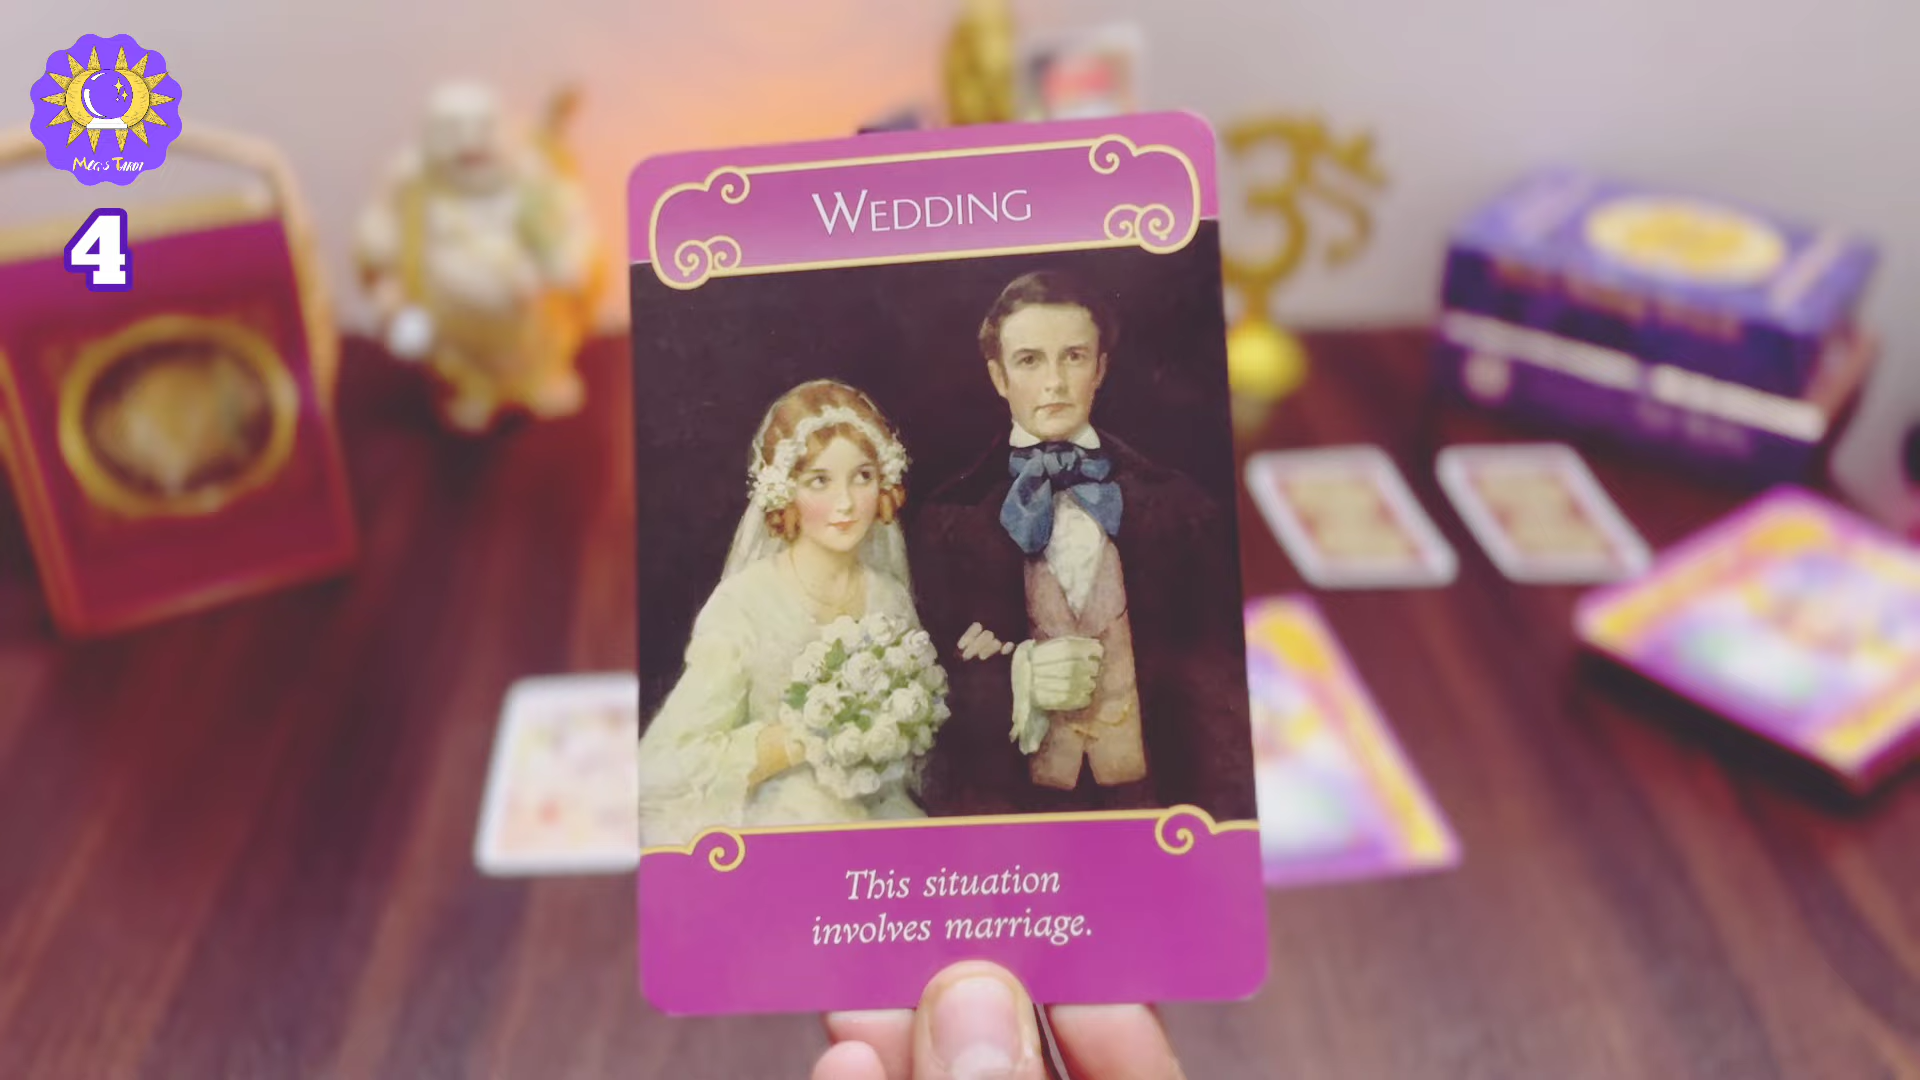 Meg's Tarot
4
WEDDING
This situation
involves marriage.